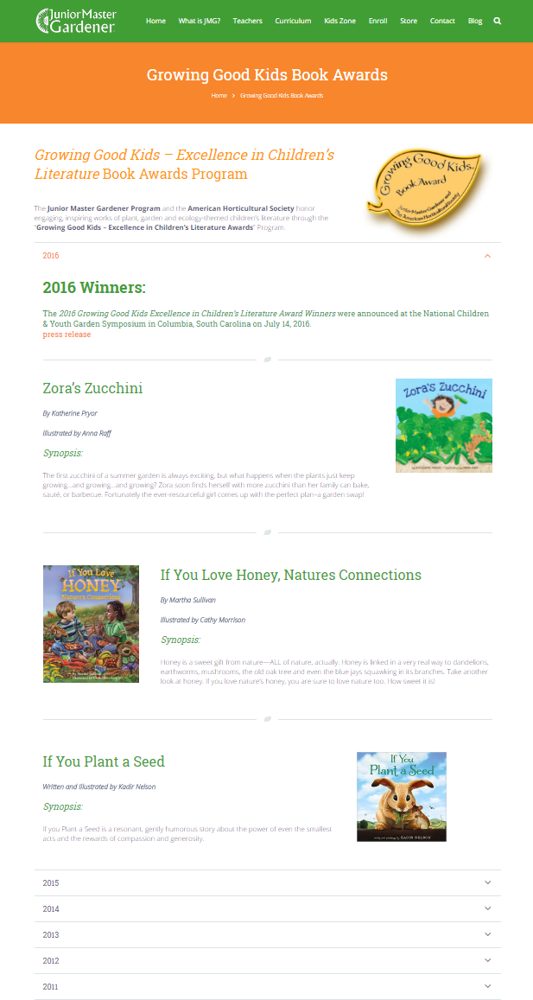 Junior Master
Gardener
Home What is JMG? Teachers Curriculum Kids Zone Enroll Store Contact Blog
Growing Good Kids Book Awards
Home > Growing Good Kids Book Awards
Growing Good Kids – Excellence in Children's
Literature Book Awards Program
Growing Good Kids
Book Award
Junior Master Gardener and
The American Horticultural Society
The Junior Master Gardener Program and the American Horticultural Society honor
engaging, inspiring works of plant, garden and ecology-themed children's literature through the
"Growing Good Kids – Excellence in Children's Literature Awards" Program.
2016
2016 Winners:
The 2016 Growing Good Kids Excellence in Children's Literature Award Winners were announced at the National Children
& Youth Garden Symposium in Columbia, South Carolina on July 14, 2016.
press release
Zora's Zucchini
By Katherine Pryor
Illustrated by Anna Raff
Synopsis:
The first zucchini of a summer garden is always exciting, but what happens when the plants just keep
growing...and growing...and growing? Zora soon finds herself with more zucchini than her family can bake,
sauté, or barbecue. Fortunately the ever-resourceful girl comes up with the perfect plan–a garden swap!
Zora's Zucchini
If You Love
HONEY
Nature's Connections
If You Love Honey, Natures Connections
By Martha Sullivan
Illustrated by Cathy Morrison
Synopsis:
Honey is a sweet gift from nature—ALL of nature, actually. Honey is linked in a very real way to dandelions,
earthworms, mushrooms, the old oak tree and even the blue jays squawking in its branches. Take another
look at honey. If you love nature's honey, you are sure to love nature too. How sweet it is!
If You Plant a Seed
Written and Illustrated by Kadir Nelson
Synopsis:
If you Plant a Seed is a resonant, gently humorous story about the power of even the smallest
acts and the rewards of compassion and generosity.
If You
Plant a Seed
KADIR NELSON
2015
2014
2013
2012
2011